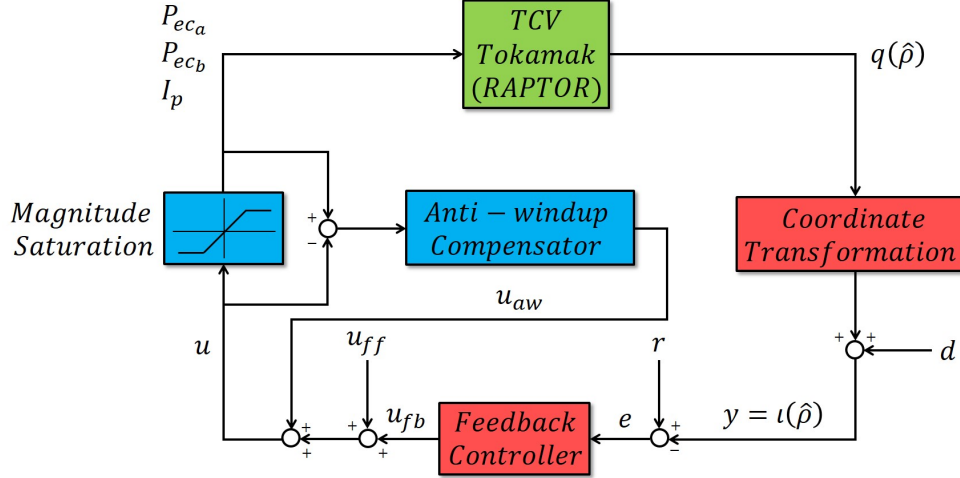 P_{ec_a}
P_{ec_b}
I_p
TCV
Tokamak
(RAPTOR)
q(ρ̂)
Magnitude
Saturation
+
−
Anti − windup
Compensator
Coordinate
Transformation
u_{aw}
u
u_{ff}
r
+ +
d
+
+
u_{fb}
+
+
Feedback
Controller
e
+
−
y = ι(ρ̂)